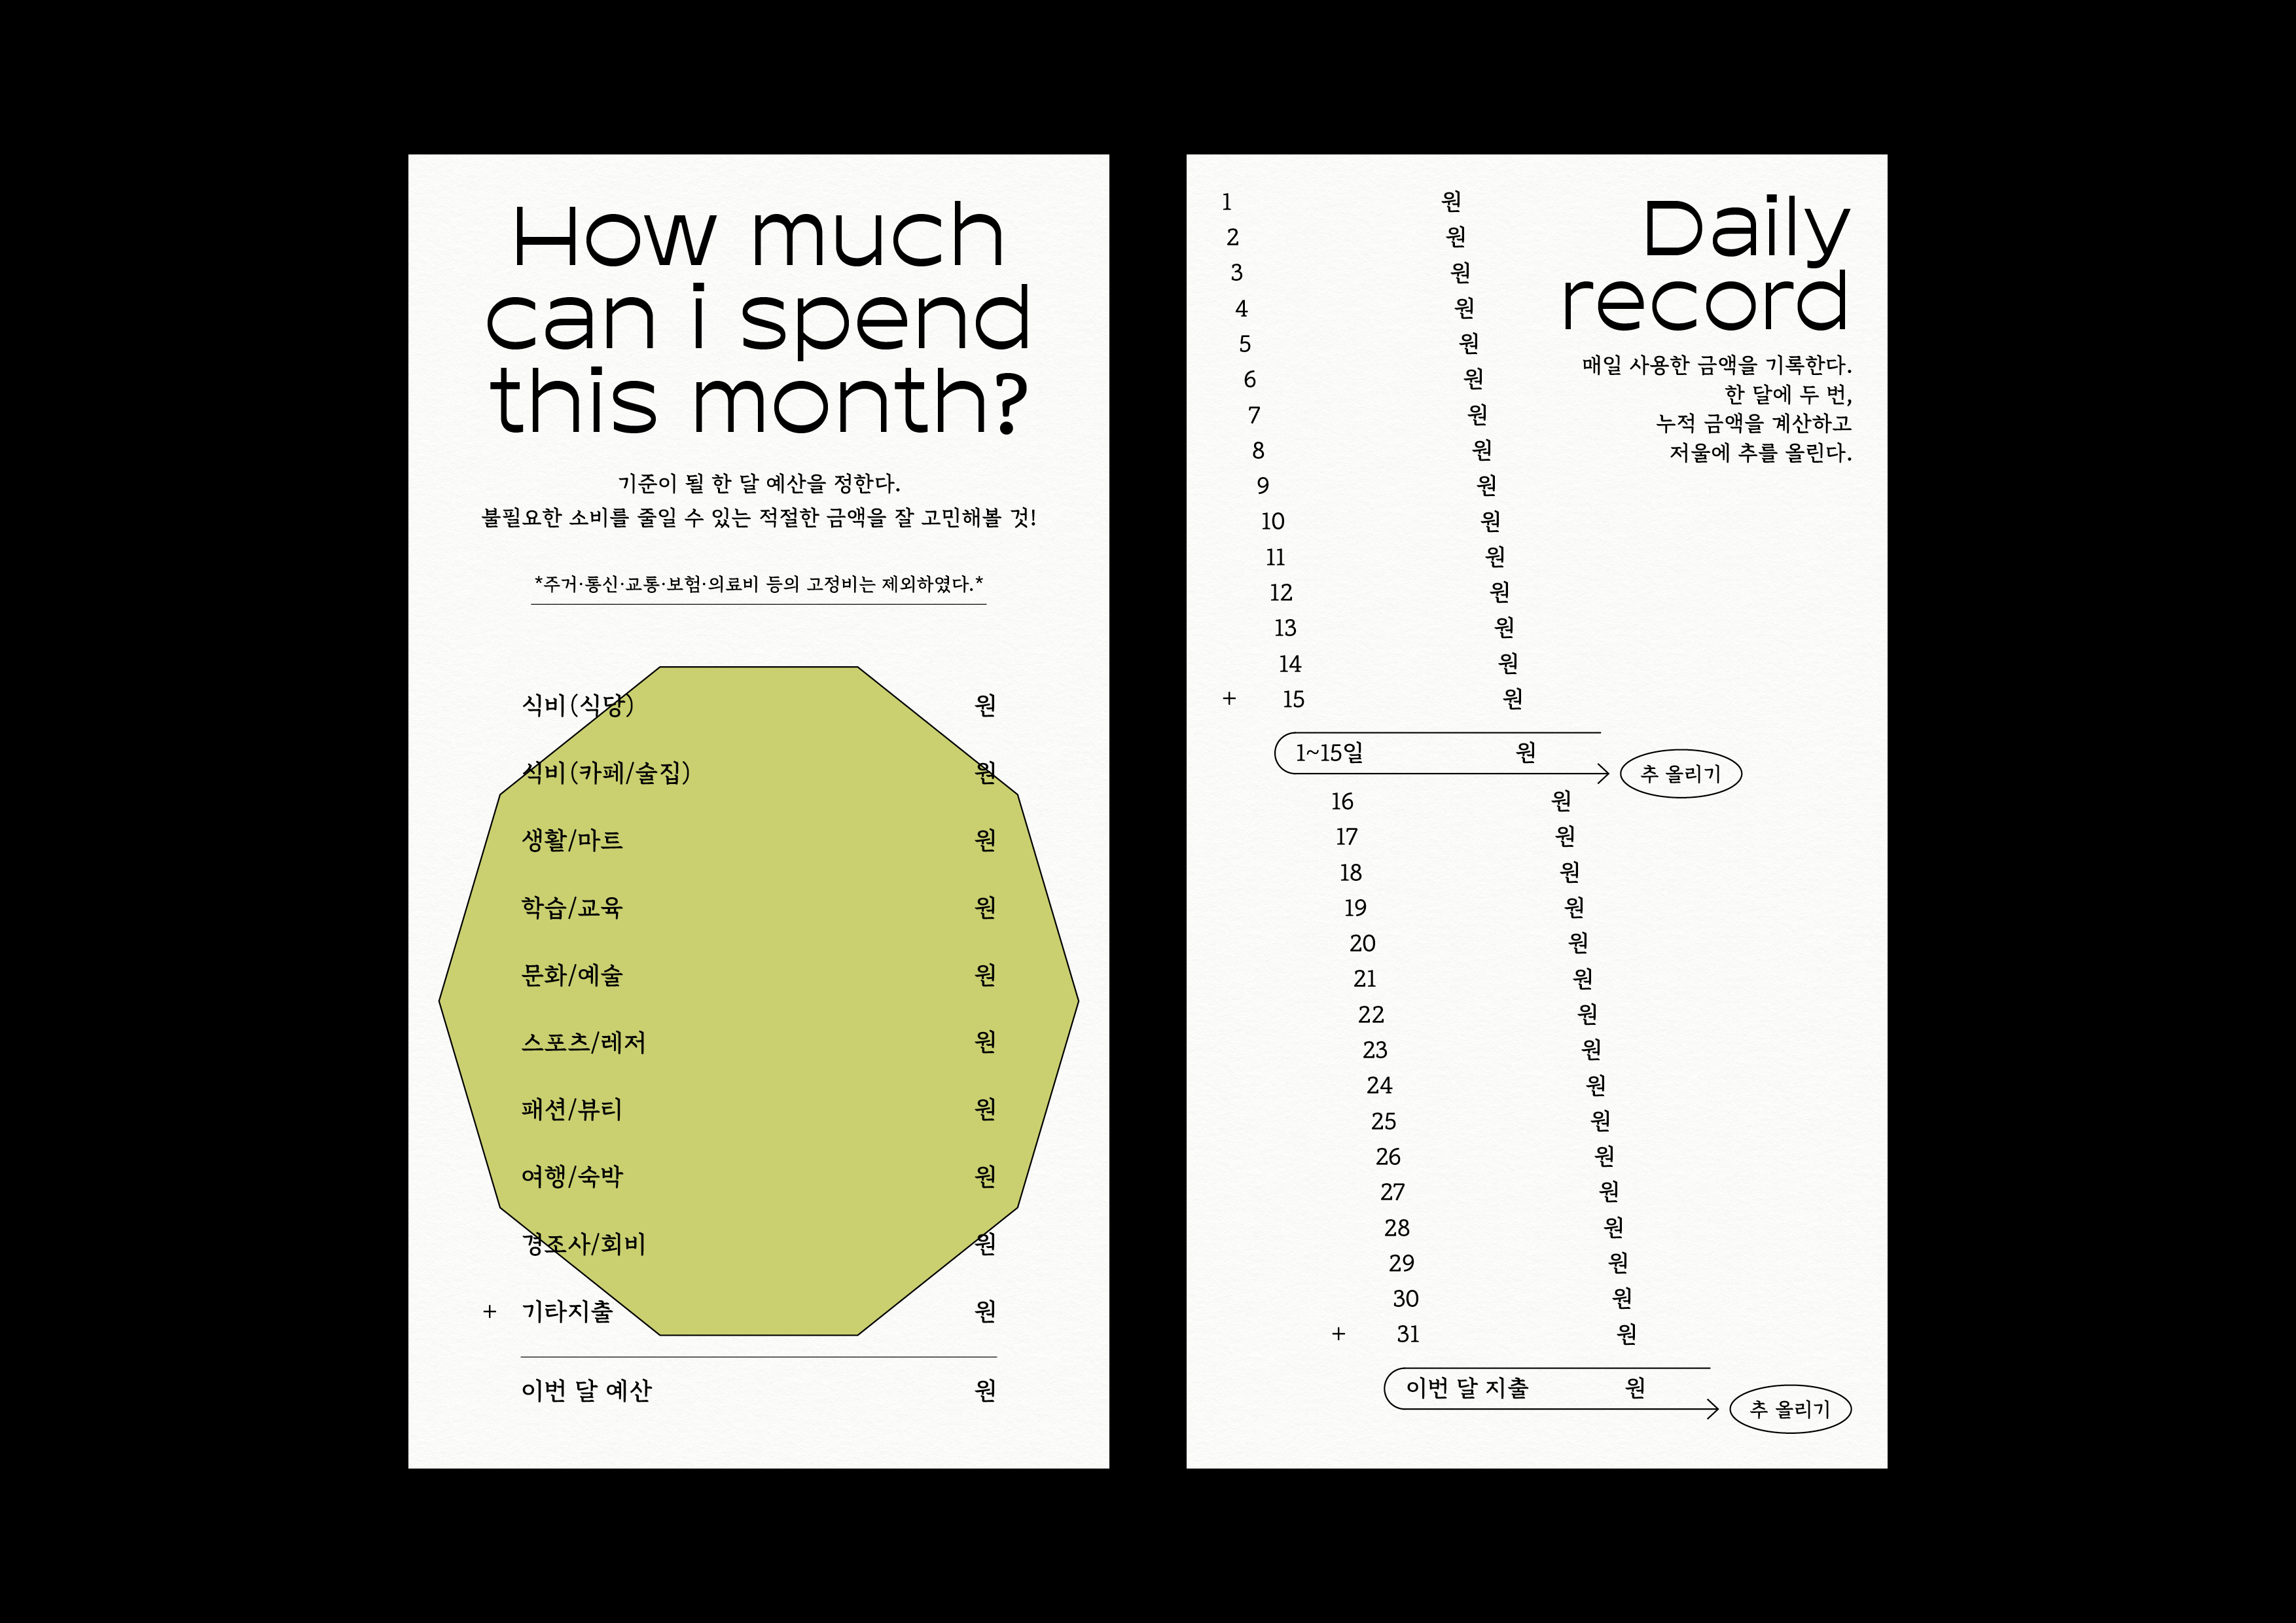 How much
can i spend
this month?
기준이 될 한 달 예산을 정한다.
불필요한 소비를 줄일 수 있는 적절한 금액을 잘 고민해볼 것!
*주거·통신·교통·보험·의료비 등의 고정비는 제외하였다.*
식비(식당) 원
식비(카페/술집) 원
생활/마트 원
학습/교육 원
문화/예술 원
스포츠/레저 원
패션/뷰티 원
여행/숙박 원
경조사/회비 원
+ 기타지출 원
이번 달 예산 원
Daily
record
매일 사용한 금액을 기록한다.
한 달에 두 번,
누적 금액을 계산하고
저울에 추를 올린다.
1 원
2 원
3 원
4 원
5 원
6 원
7 원
8 원
9 원
10 원
11 원
12 원
13 원
14 원
+ 15 원
1~15일 원
추 올리기
16 원
17 원
18 원
19 원
20 원
21 원
22 원
23 원
24 원
25 원
26 원
27 원
28 원
29 원
30 원
+ 31 원
이번 달 지출 원
추 올리기